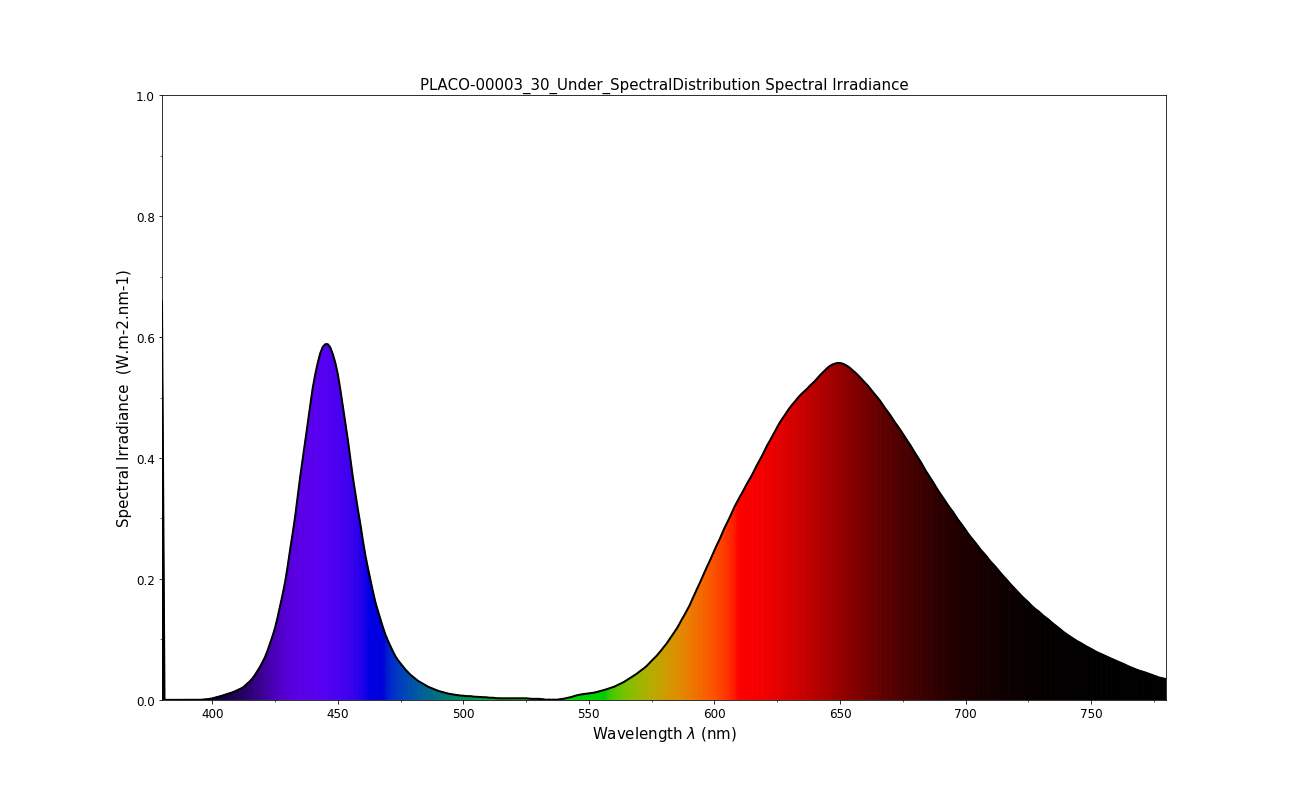 PLACO-00003_30_Under_SpectralDistribution Spectral Irradiance
1.0
0.8
0.6
0.4
0.2
0.0
Spectral Irradiance (W.m-2.nm-1)
400 450 500 550 600 650 700 750
Wavelength λ (nm)